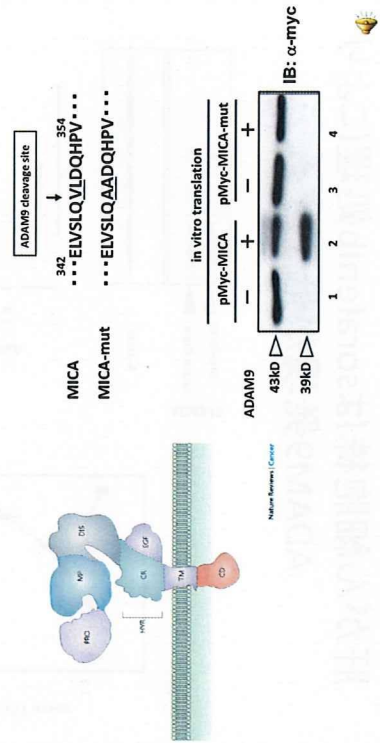 ADAM9 cleavage site
342 354
MICA ···ELVSLQVLDQHPV···
MICA-mut ···ELVSLQAADQHPV···
PRO
MP
DIS
CR
EGF
HVR
TM
CD
Nature Reviews | Cancer
in vitro translation
pMyc-MICA pMyc-MICA-mut
ADAM9 − + − +
43kD
39kD
IB: α-myc
1 2 3 4